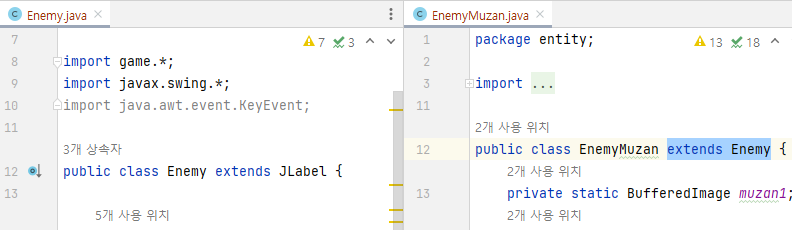 Enemy.java
7
7 3
8 import game.*;
9 import javax.swing.*;
10 import java.awt.event.KeyEvent;
11
3개 상속자
12 public class Enemy extends JLabel {
13
5개 사용 위치
EnemyMuzan.java
1 package entity;
13 18
2
3 import ...
11
2개 사용 위치
12 public class EnemyMuzan extends Enemy {
2개 사용 위치
13 private static BufferedImage muzan1;
2개 사용 위치